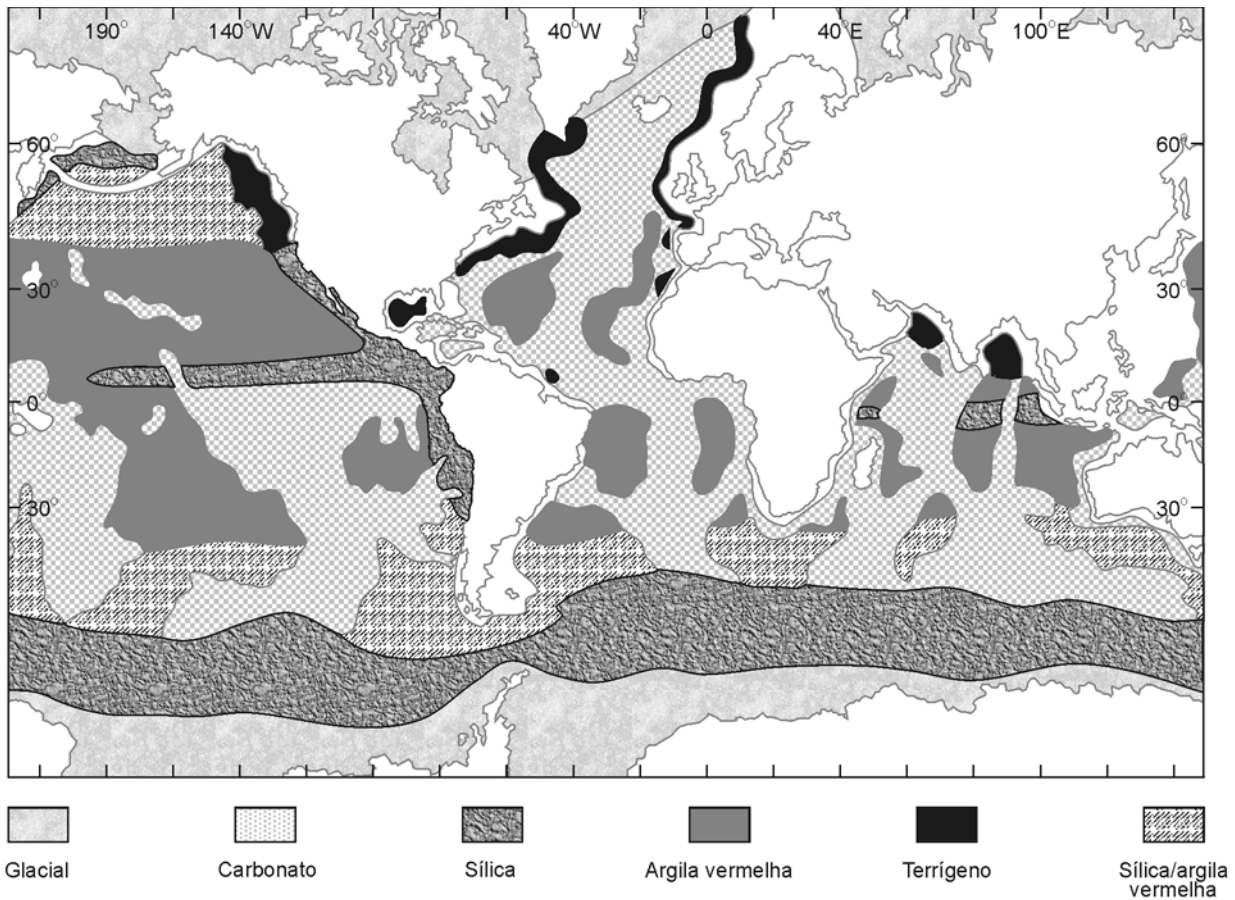 190°
140°W
40°W
0
40°E
100°E
60°
60°
30°
30°
0°
0°
30°
30°
Glacial
Carbonato
Sílica
Argila vermelha
Terrígeno
Sílica/argila
vermelha